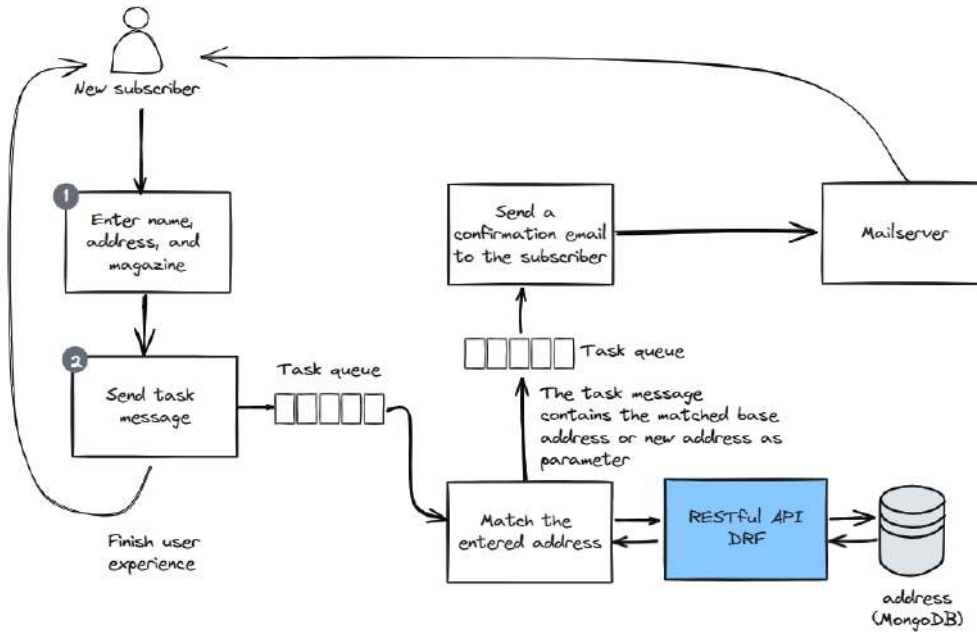 New subscriber
1
Enter name,
address, and
magazine
2
Send task
message
Finish user
experience
Task queue
Match the
entered address
RESTful API
DRF
address
(MongoDB)
The task message
contains the matched base
address or new address as
parameter
Task queue
Send a
confirmation email
to the subscriber
Mailserver